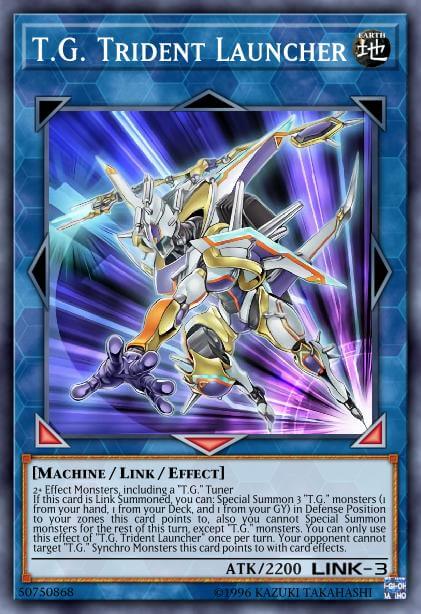 T.G. Trident Launcher
EARTH
地
[Machine / Link / Effect]
2+ Effect Monsters, including a "T.G." Tuner
If this card is Link Summoned, you can: Special Summon 3 "T.G." monsters (1
from your hand, 1 from your Deck, and 1 from your GY) in Defense Position
to your zones this card points to, also you cannot Special Summon
monsters for the rest of this turn, except "T.G." monsters. You can only use
this effect of "T.G. Trident Launcher" once per turn. Your opponent cannot
target "T.G." Synchro Monsters this card points to with card effects.
ATK/2200 LINK-3
50750868
©1996 KAZUKI TAKAHASHI